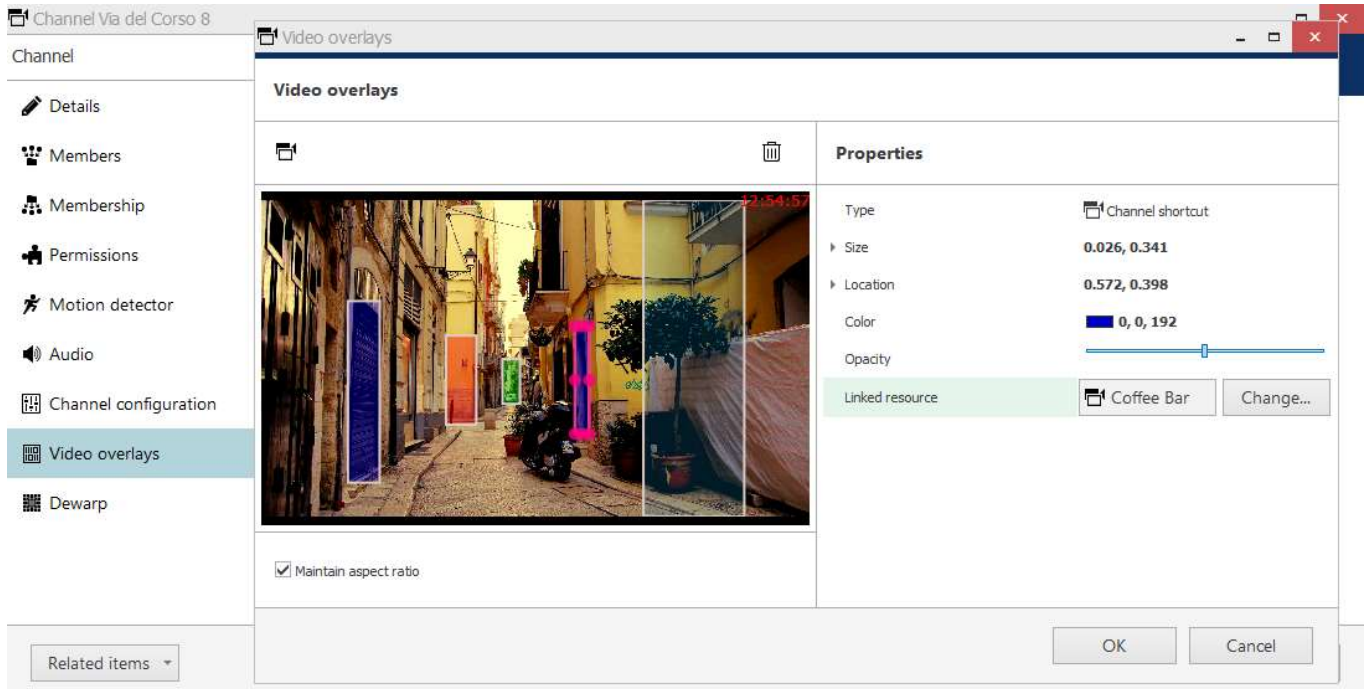 Channel Via del Corso 8
Channel
Details
Members
Membership
Permissions
Motion detector
Audio
Channel configuration
Video overlays
Dewarp
Related items
Video overlays
Video overlays
12:54:57
Maintain aspect ratio
Properties
Type Channel shortcut
Size 0.026, 0.341
Location 0.572, 0.398
Color 0, 0, 192
Opacity
Linked resource Coffee Bar Change...
OK Cancel